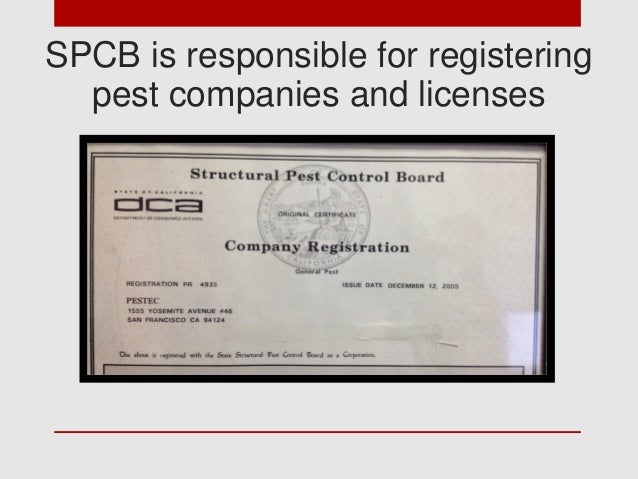 SPCB is responsible for registering
pest companies and licenses
Structural Pest Control Board
STATE OF CALIFORNIA
dca
DEPARTMENT OF CONSUMER AFFAIRS
ORIGINAL CERTIFICATE
Company Registration
General Pest
REGISTRATION PR 4935 ISSUE DATE DECEMBER 12, 2005
PESTEC
1555 YOSEMITE AVENUE #46
SAN FRANCISCO CA 94124
The above is registered with the State Structural Pest Control Board as a Corporation.